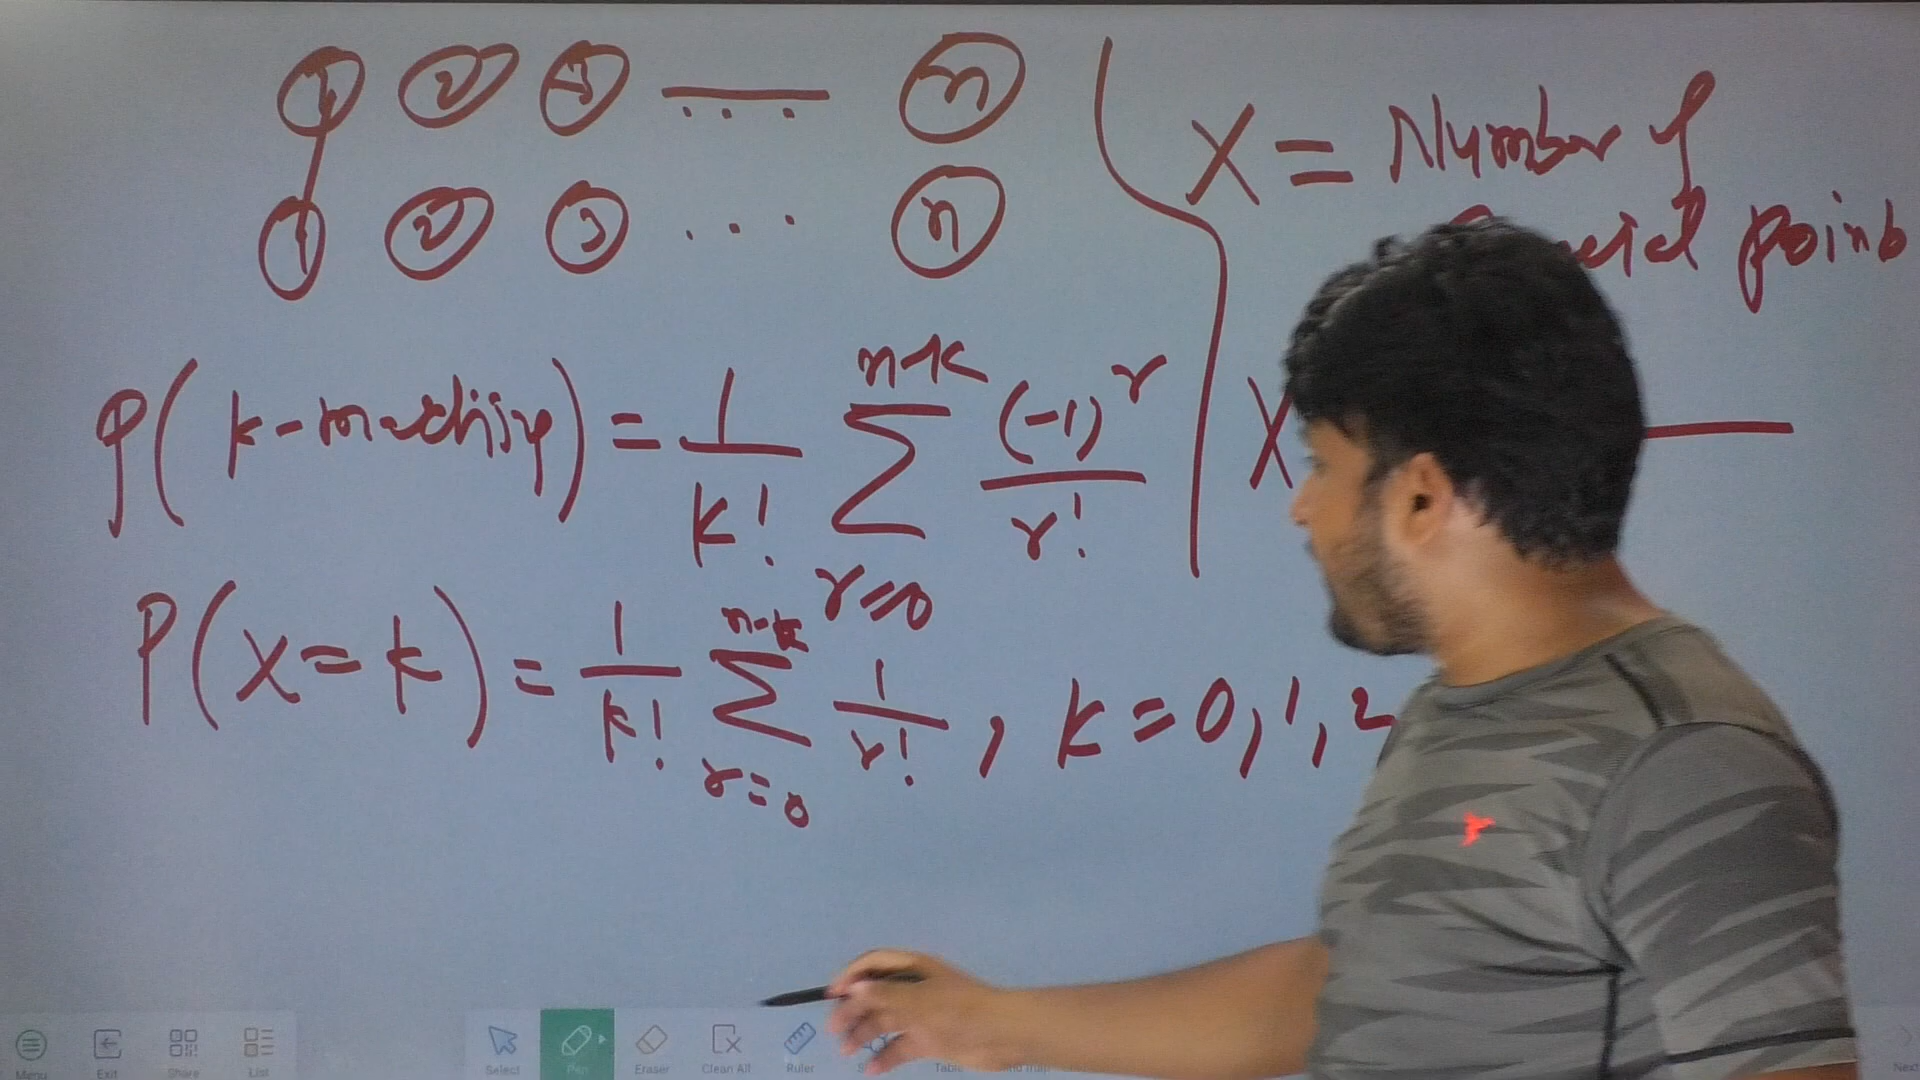 ① ② ③ ... ⓝ
① ② ③ ... ⓝ
X = Number of
point
P( k-matching ) = 1/k! Σ_{r=0}^{n-k} (-1)^r / r!
X
P(X=k) = 1/k! Σ_{r=0}^{n-k} 1/r! , k = 0, 1, 2
Menu Exit Share List Select Pen Eraser Clean All Ruler Next